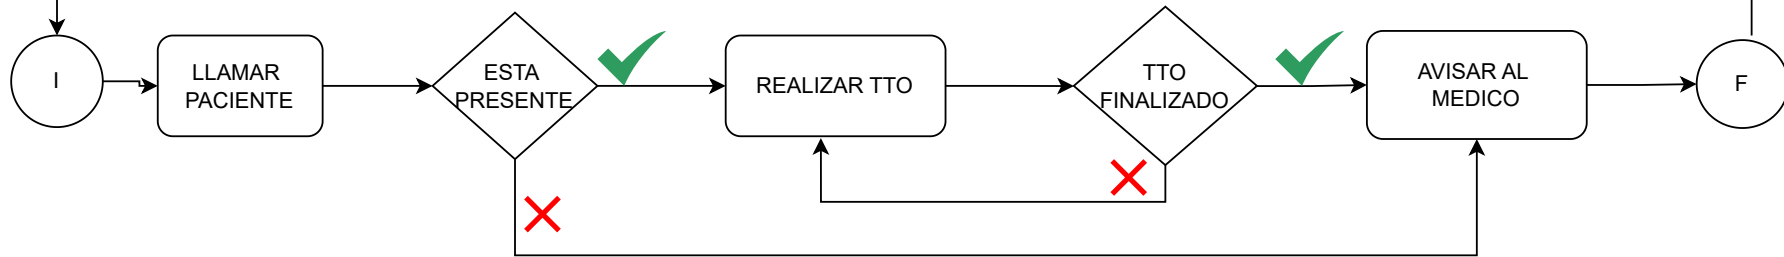 I
LLAMAR
PACIENTE
ESTA
PRESENTE
REALIZAR TTO
TTO
FINALIZADO
AVISAR AL
MEDICO
F